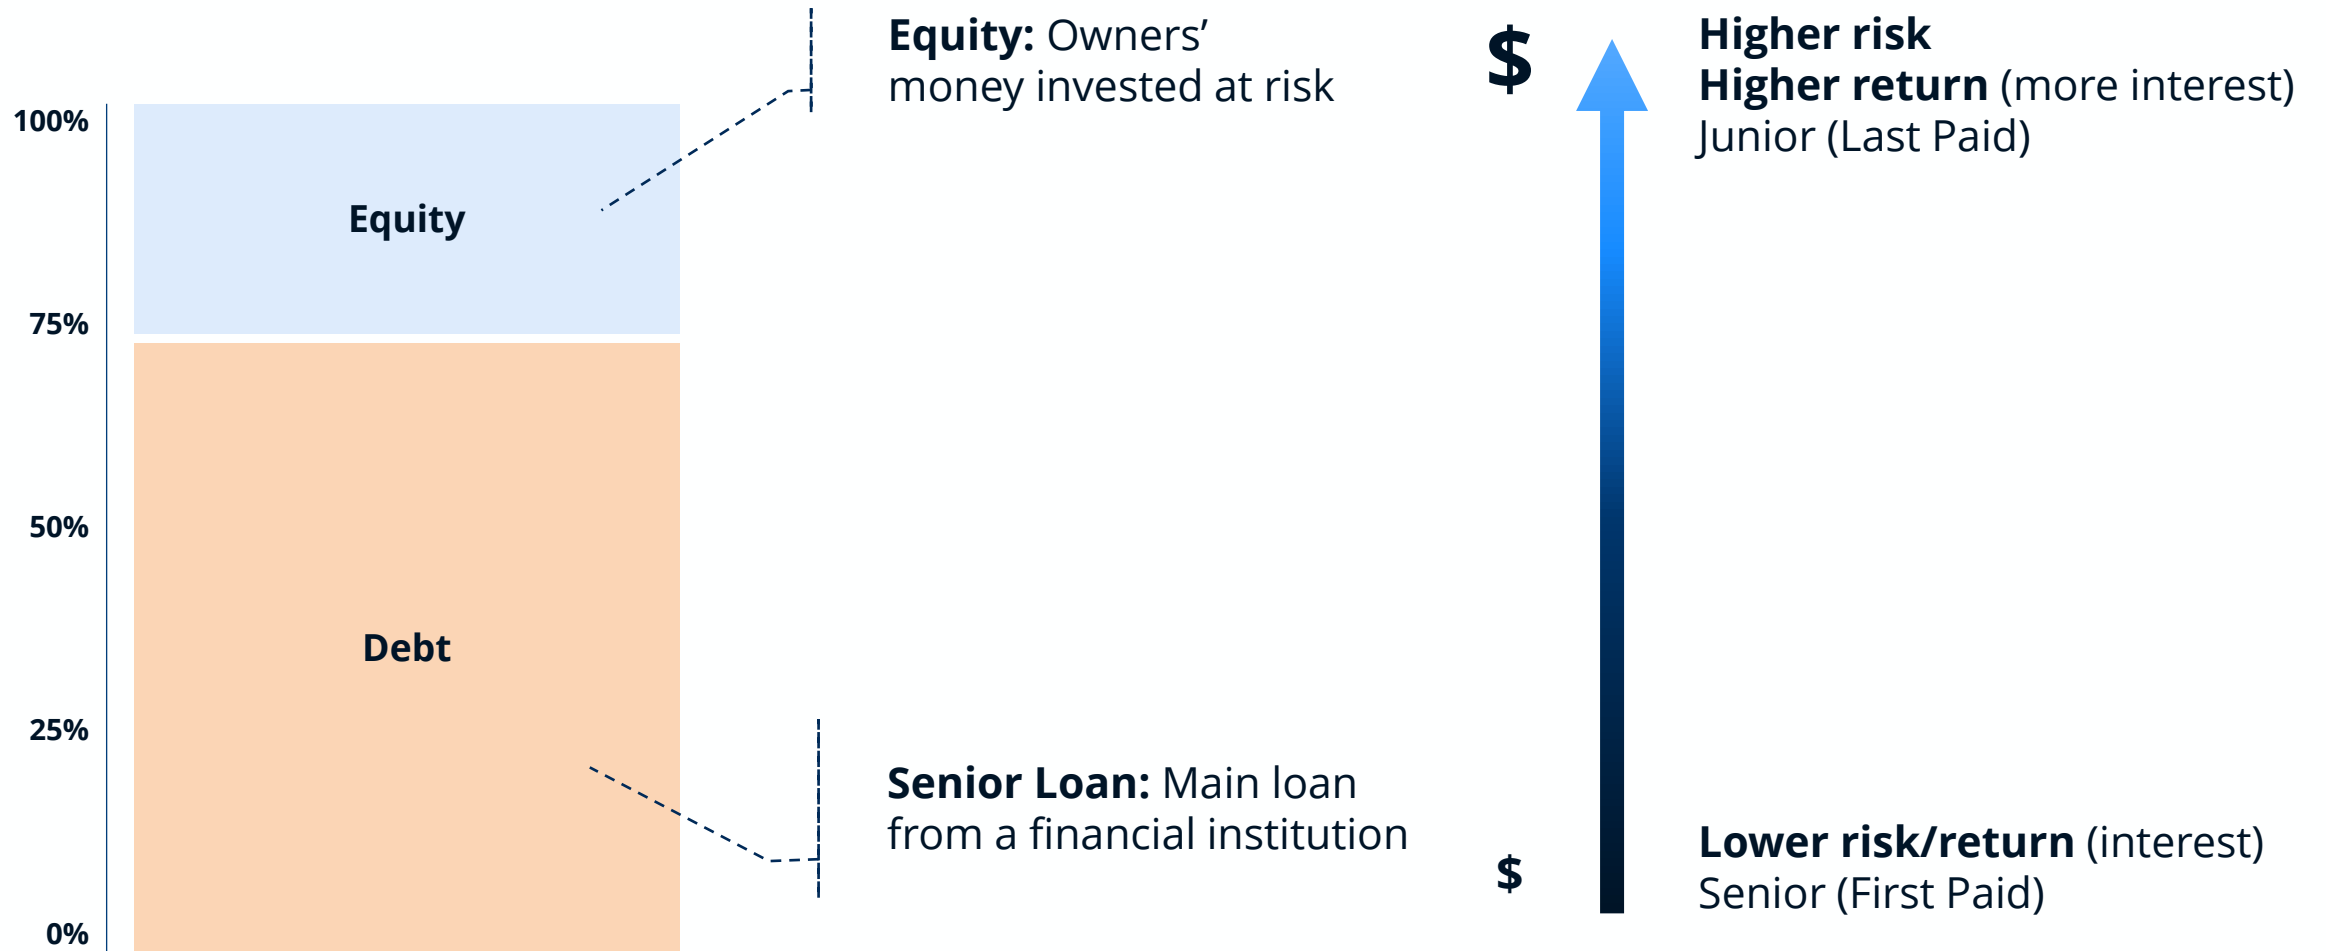 100%
75%
50%
25%
0%
Equity
Debt
Equity: Owners’
money invested at risk
Senior Loan: Main loan
from a financial institution
$
Higher risk
Higher return (more interest)
Junior (Last Paid)
$
Lower risk/return (interest)
Senior (First Paid)